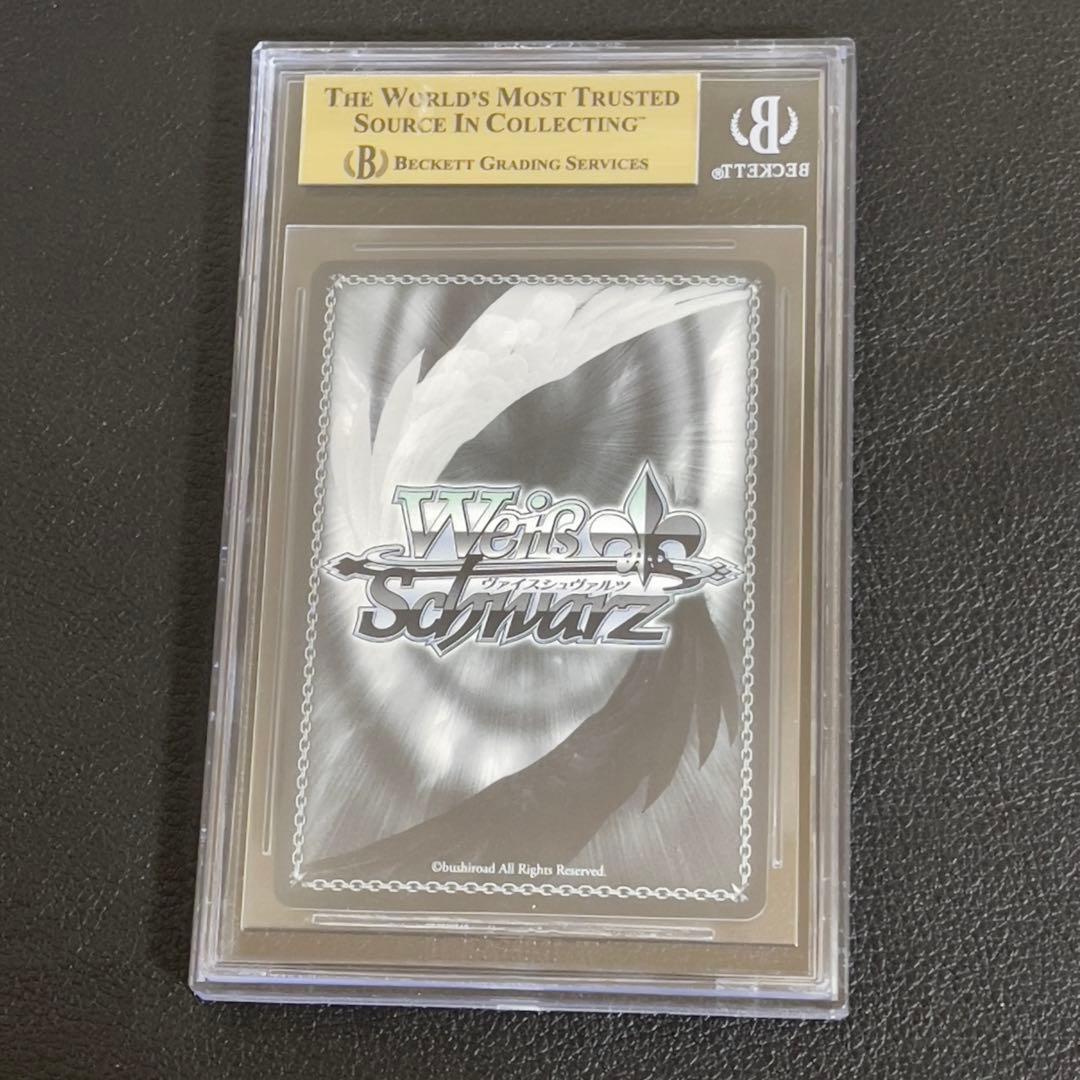 THE WORLD'S MOST TRUSTED
SOURCE IN COLLECTING™
B BECKETT GRADING SERVICES
B
BECKETT®
Weiß
ヴァイスシュヴァルツ
Schwarz
©bushiroad All Rights Reserved.